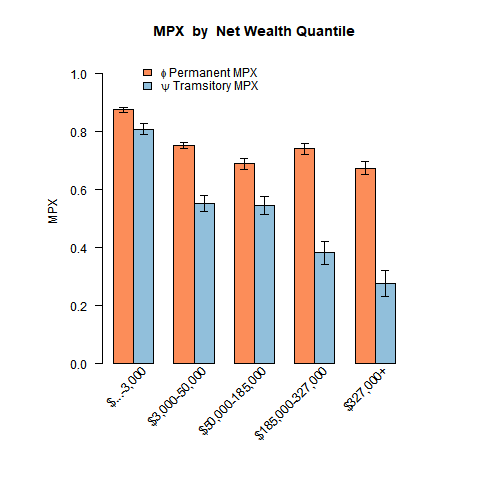 MPX by Net Wealth Quantile
ϕ Permanent MPX
ψ Tramsitory MPX
1.0
0.8
0.6
0.4
0.2
0.0
MPX
$...-3,000
$3,000-50,000
$50,000-185,000
$185,000-327,000
$327,000+